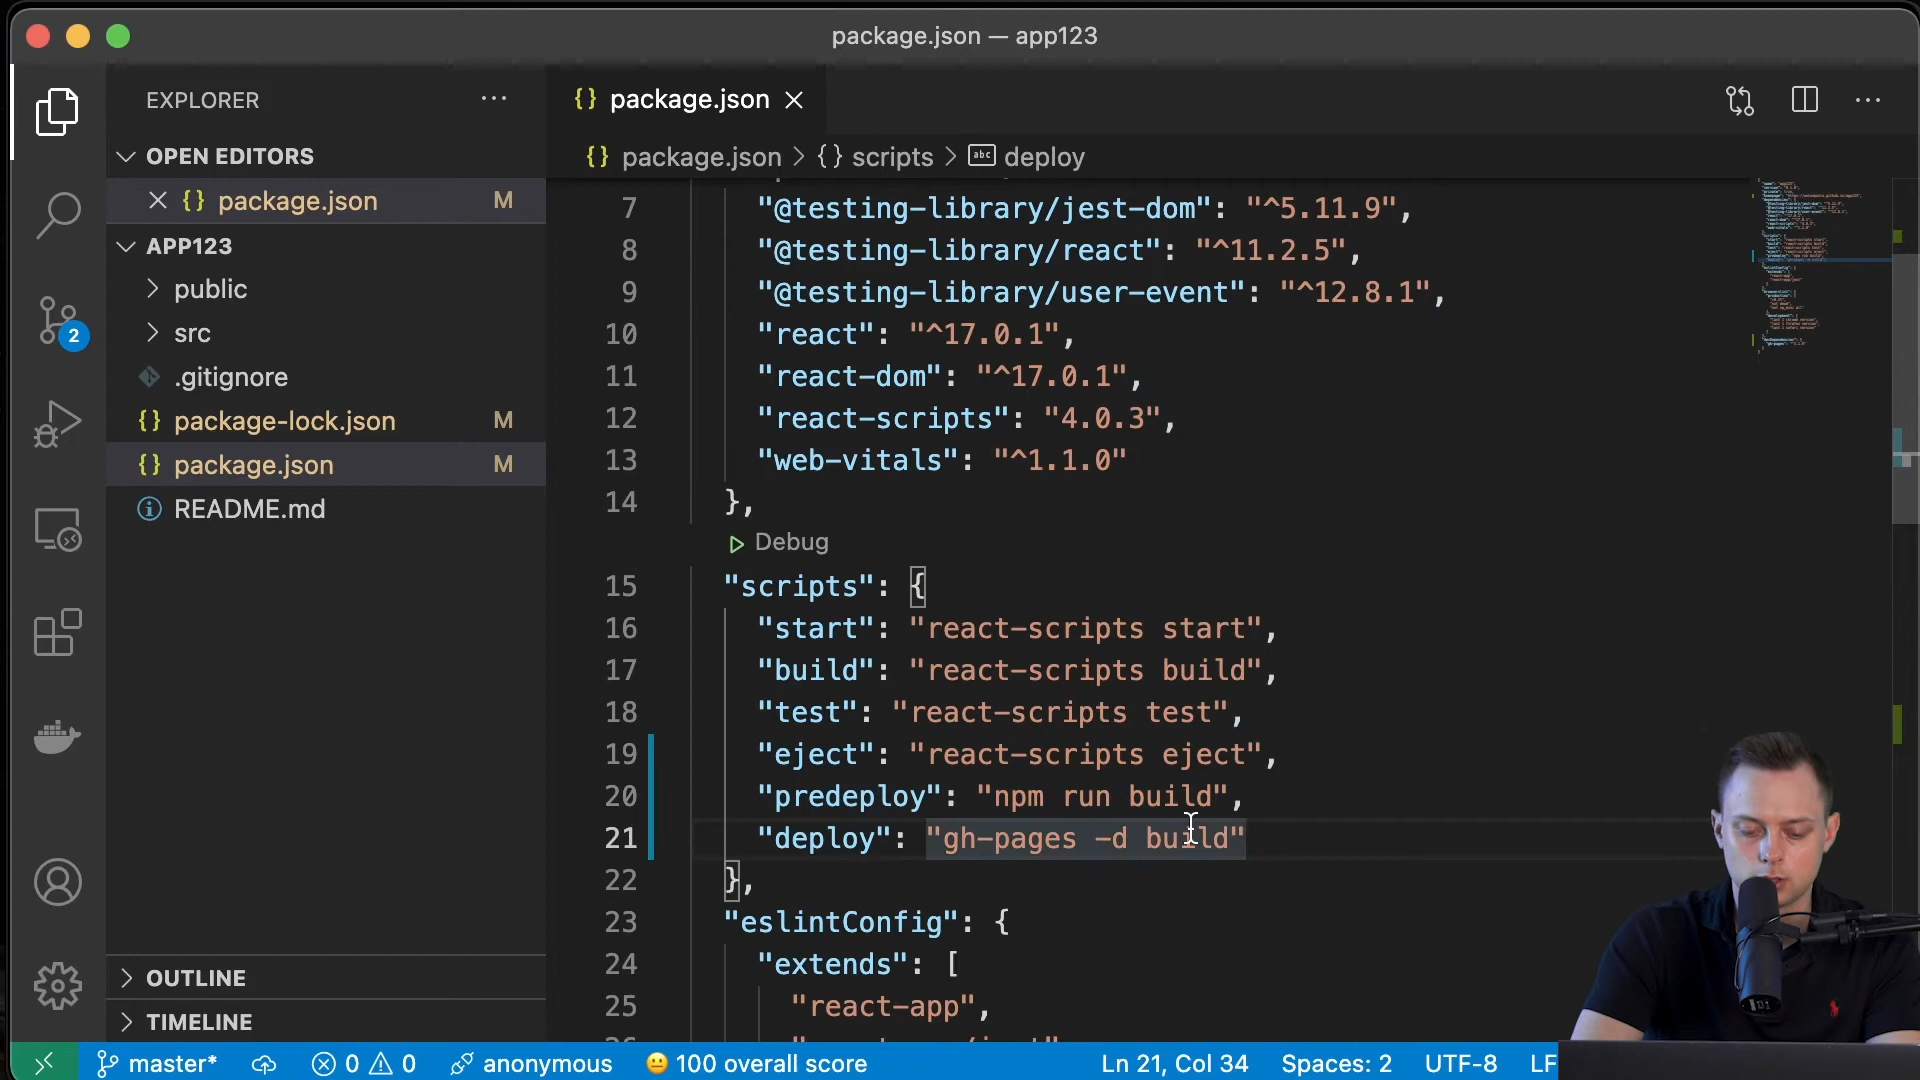 package.json — app123
EXPLORER
OPEN EDITORS
package.json M
APP123
public
src
.gitignore
package-lock.json M
package.json M
README.md
OUTLINE
TIMELINE
2
package.json
package.json > {} scripts > abc deploy
7 "@testing-library/jest-dom": "^5.11.9",
8 "@testing-library/react": "^11.2.5",
9 "@testing-library/user-event": "^12.8.1",
10 "react": "^17.0.1",
11 "react-dom": "^17.0.1",
12 "react-scripts": "4.0.3",
13 "web-vitals": "^1.1.0"
14 },
Debug
15 "scripts": {
16 "start": "react-scripts start",
17 "build": "react-scripts build",
18 "test": "react-scripts test",
19 "eject": "react-scripts eject",
20 "predeploy": "npm run build",
21 "deploy": "gh-pages -d build"
22 },
23 "eslintConfig": {
24 "extends": [
25 "react-app",
master* 0 0 anonymous 100 overall score Ln 21, Col 34 Spaces: 2 UTF-8 LF